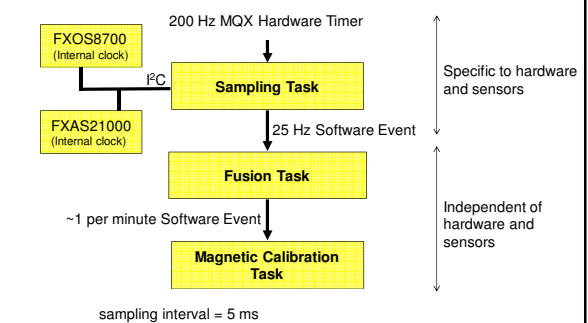 200 Hz MQX Hardware Timer
FXOS8700
(Internal clock)
I²C
Sampling Task
Specific to hardware
and sensors
FXAS21000
(Internal clock)
25 Hz Software Event
Fusion Task
~1 per minute Software Event
Independent of
hardware and
sensors
Magnetic Calibration
Task
sampling interval = 5 ms